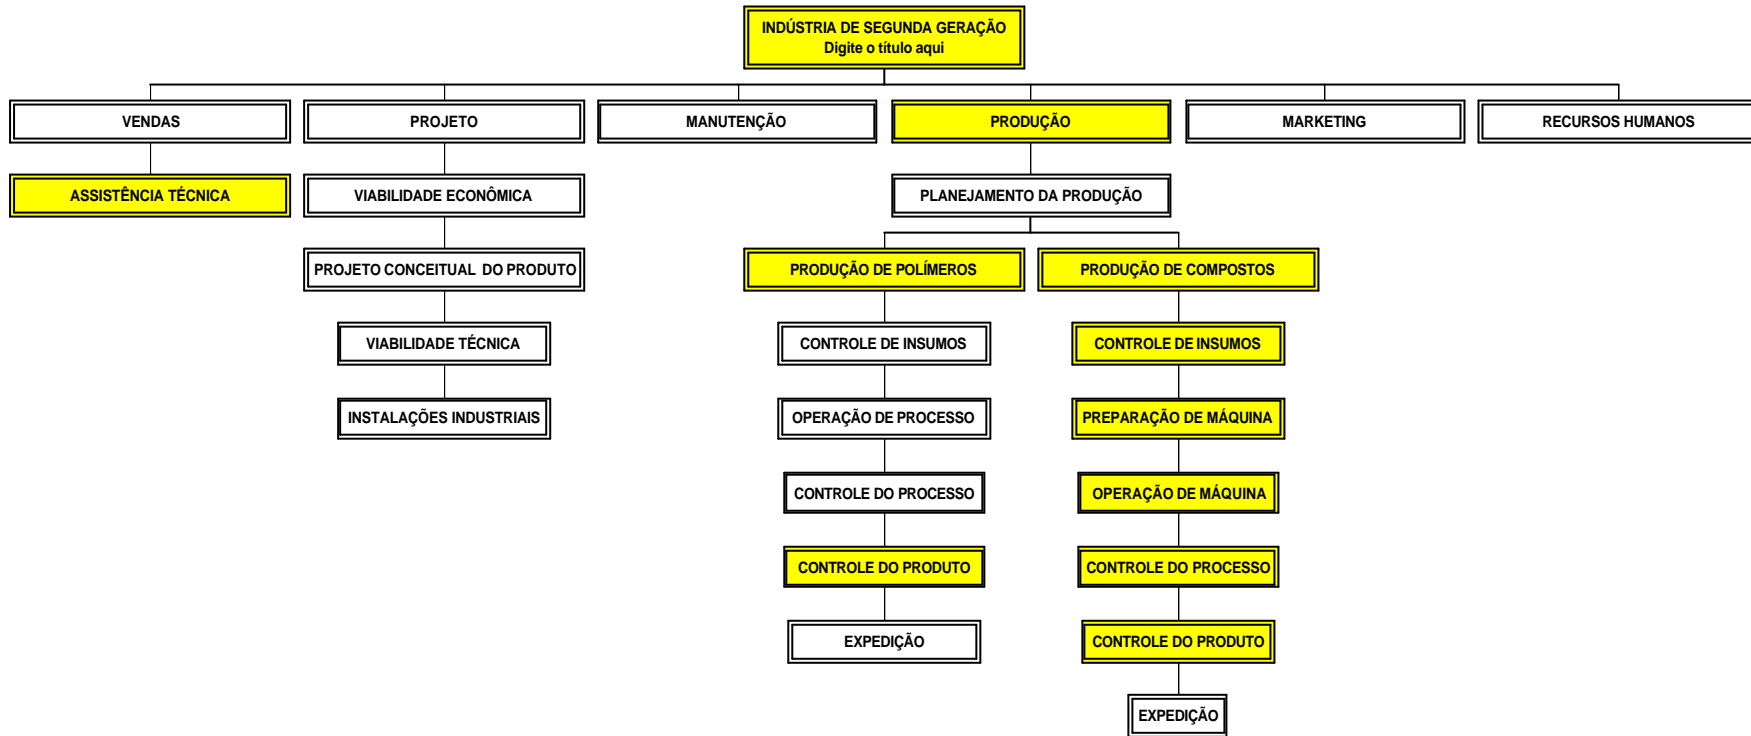 INDÚSTRIA DE SEGUNDA GERAÇÃO
Digite o título aqui
VENDAS
PROJETO
MANUTENÇÃO
PRODUÇÃO
MARKETING
RECURSOS HUMANOS
ASSISTÊNCIA TÉCNICA
VIABILIDADE ECONÔMICA
PLANEJAMENTO DA PRODUÇÃO
PROJETO CONCEITUAL DO PRODUTO
PRODUÇÃO DE POLÍMEROS
PRODUÇÃO DE COMPOSTOS
VIABILIDADE TÉCNICA
CONTROLE DE INSUMOS
CONTROLE DE INSUMOS
INSTALAÇÕES INDUSTRIAIS
OPERAÇÃO DE PROCESSO
PREPARAÇÃO DE MÁQUINA
CONTROLE DO PROCESSO
OPERAÇÃO DE MÁQUINA
CONTROLE DO PRODUTO
CONTROLE DO PROCESSO
EXPEDIÇÃO
CONTROLE DO PRODUTO
EXPEDIÇÃO